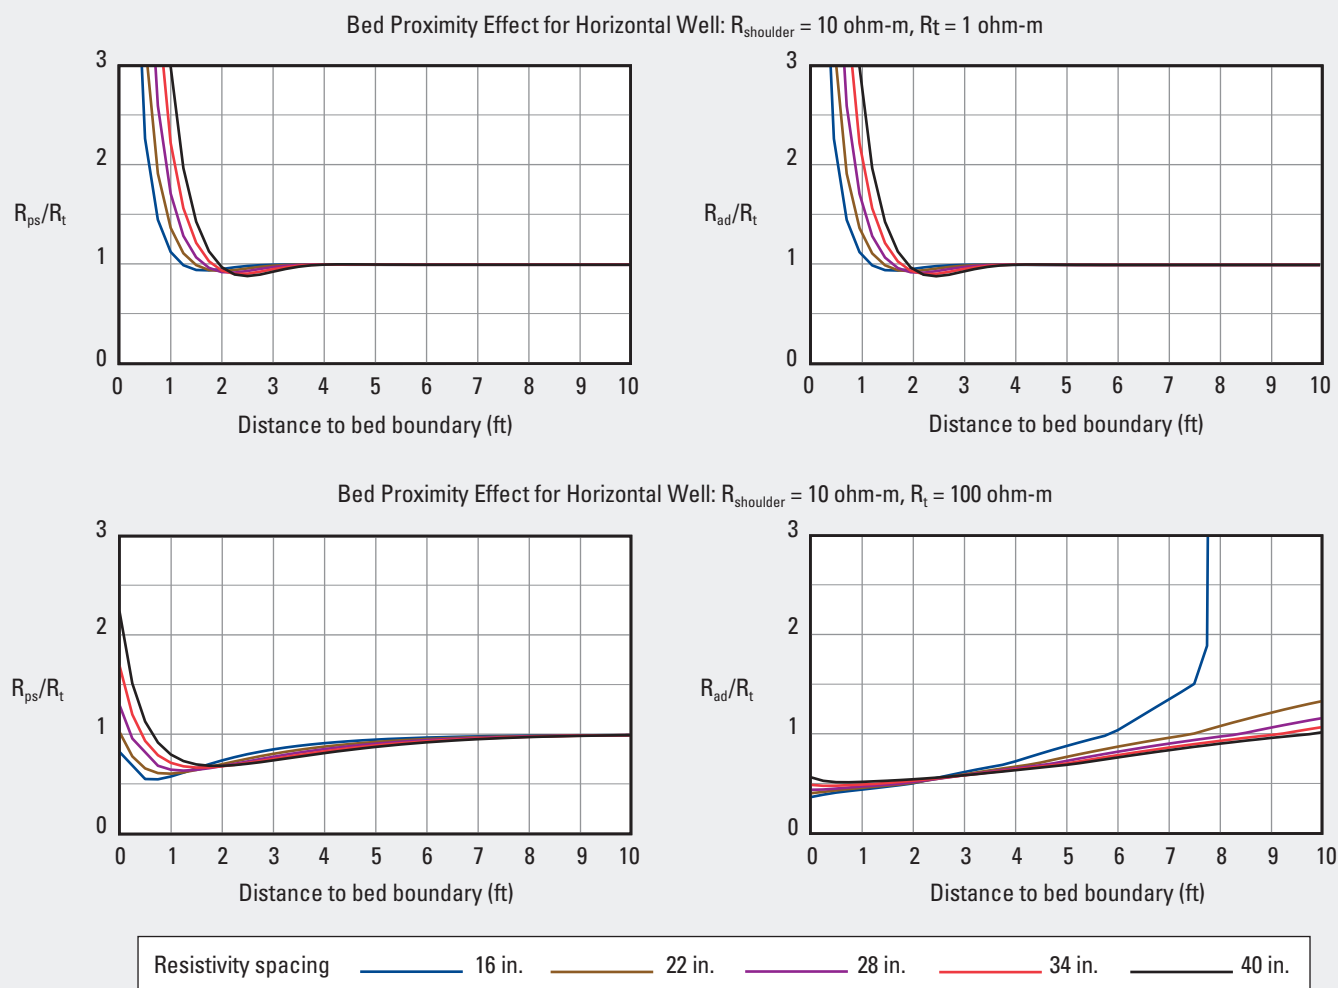 Bed Proximity Effect for Horizontal Well: Rshoulder = 10 ohm-m, Rt = 1 ohm-m
3
2
1
0
Rps/Rt
0 1 2 3 4 5 6 7 8 9 10
Distance to bed boundary (ft)
3
2
1
0
Rad/Rt
0 1 2 3 4 5 6 7 8 9 10
Distance to bed boundary (ft)
Bed Proximity Effect for Horizontal Well: Rshoulder = 10 ohm-m, Rt = 100 ohm-m
3
2
1
0
Rps/Rt
0 1 2 3 4 5 6 7 8 9 10
Distance to bed boundary (ft)
3
2
1
0
Rad/Rt
0 1 2 3 4 5 6 7 8 9 10
Distance to bed boundary (ft)
Resistivity spacing 16 in. 22 in. 28 in. 34 in. 40 in.